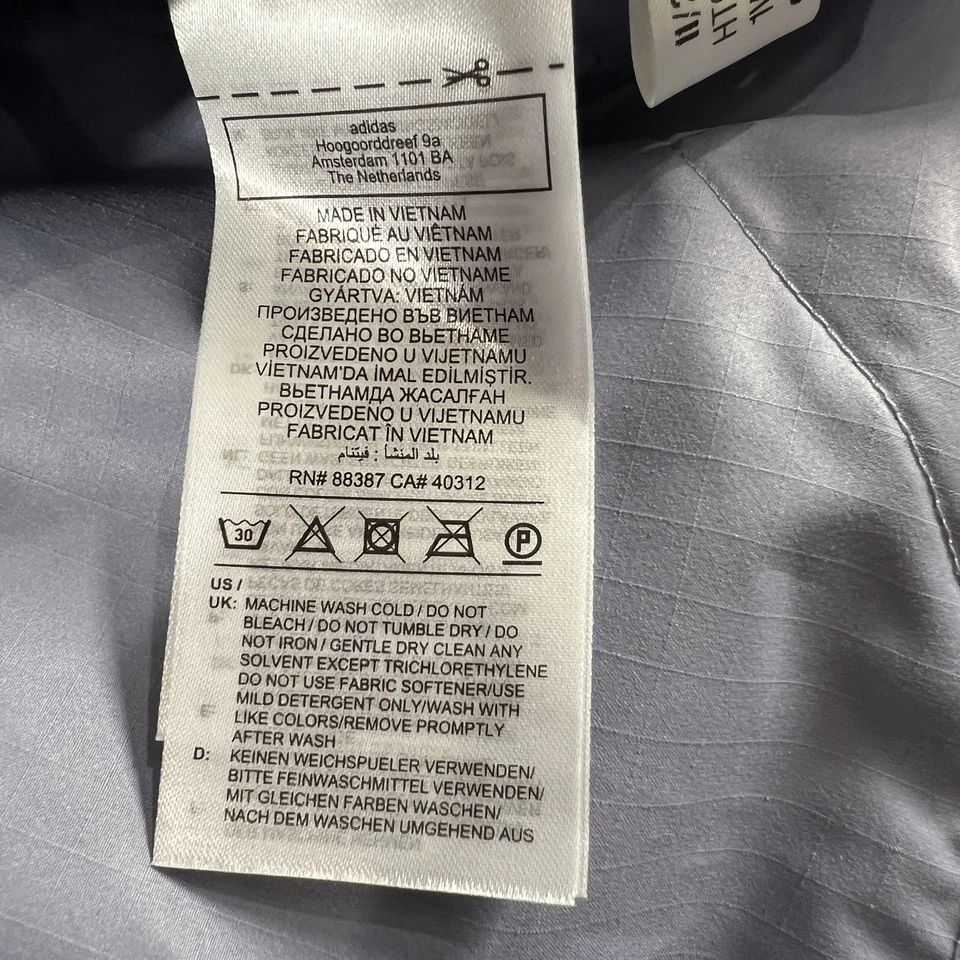 adidas
Hoogoorddreef 9a
Amsterdam 1101 BA
The Netherlands
MADE IN VIETNAM
FABRIQUÉ AU VIÊTNAM
FABRICADO EN VIETNAM
FABRICADO NO VIETNAME
GYÁRTVA: VIETNÁM
ПРОИЗВЕДЕНО ВЪВ ВИЕТНАМ
СДЕЛАНО ВО ВЬЕТНАМЕ
PROIZVEDENO U VIJETNAMU
VİETNAM'DA İMAL EDİLMİŞTİR.
ВЬЕТНАМДА ЖАСАЛҒАН
PROIZVEDENO U VIJETNAMU
FABRICAT ÎN VIETNAM
بلد المنشأ : فيتنام
RN# 88387 CA# 40312
30 P
US /
UK: MACHINE WASH COLD / DO NOT
BLEACH / DO NOT TUMBLE DRY / DO
NOT IRON / GENTLE DRY CLEAN ANY
SOLVENT EXCEPT TRICHLORETHYLENE
DO NOT USE FABRIC SOFTENER/USE
MILD DETERGENT ONLY/WASH WITH
LIKE COLORS/REMOVE PROMPTLY
AFTER WASH
D: KEINEN WEICHSPUELER VERWENDEN/
BITTE FEINWASCHMITTEL VERWENDEN/
MIT GLEICHEN FARBEN WASCHEN/
NACH DEM WASCHEN UMGEHEND AUS